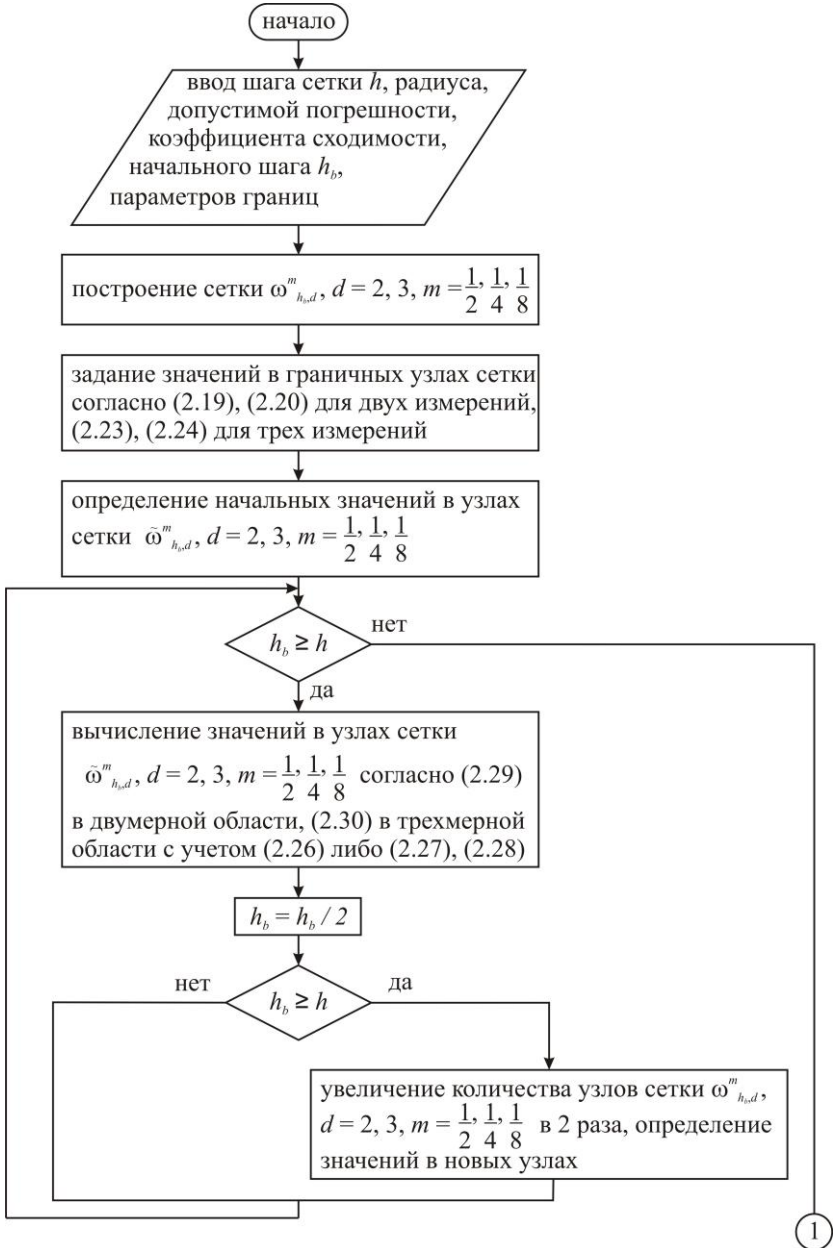 начало
ввод шага сетки h, радиуса,
допустимой погрешности,
коэффициента сходимости,
начального шага h_b,
параметров границ
построение сетки ω^m_{h_b,d}, d = 2, 3, m = 1/2, 1/4, 1/8
задание значений в граничных узлах сетки
согласно (2.19), (2.20) для двух измерений,
(2.23), (2.24) для трех измерений
определение начальных значений в узлах
сетки ω̃^m_{h_b,d}, d = 2, 3, m = 1/2, 1/4, 1/8
h_b ≥ h
нет
да
вычисление значений в узлах сетки
ω̃^m_{h_b,d}, d = 2, 3, m = 1/2, 1/4, 1/8 согласно (2.29)
в двумерной области, (2.30) в трехмерной
области с учетом (2.26) либо (2.27), (2.28)
h_b = h_b / 2
нет
h_b ≥ h
да
увеличение количества узлов сетки ω^m_{h_b,d},
d = 2, 3, m = 1/2, 1/4, 1/8 в 2 раза, определение
значений в новых узлах
1